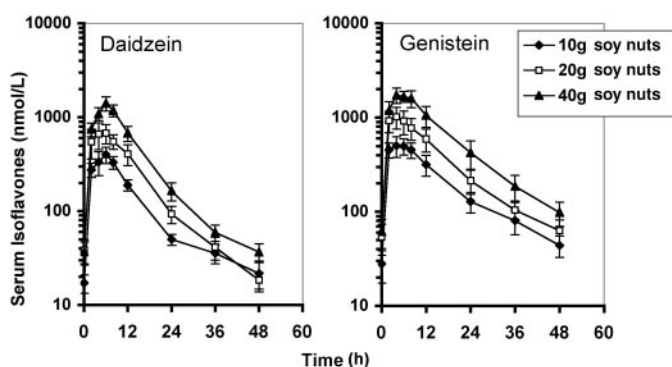 Serum Isoflavones (nmol/L)
Daidzein
10000
1000
100
10
0 12 24 36 48 60
Genistein
10000
1000
100
10
0 12 24 36 48 60
10g soy nuts
20g soy nuts
40g soy nuts
Time (h)